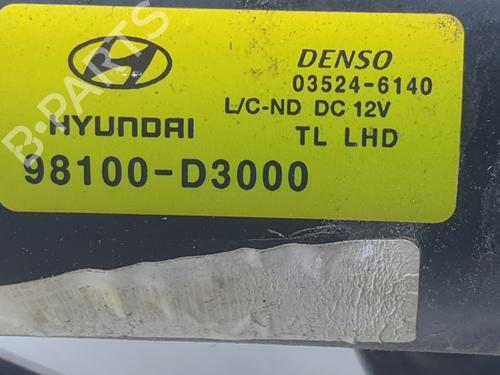 DENSO
03524-6140
L/C-ND DC 12V
HYUNDAI
TL LHD
98100-D3000
B-PARTS